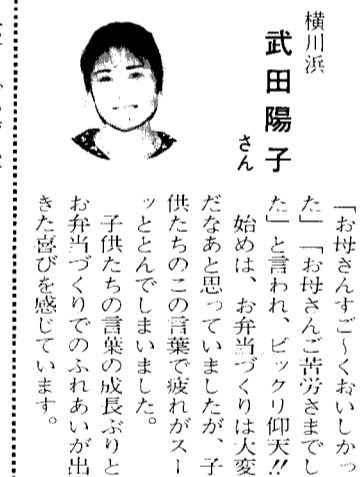 横川浜
武田陽子
さん
「お母さんすご〜くおいしかっ
た」「お母さんご苦労さまでし
た」と言われ、ビックリ仰天!!
始めは、お弁当づくりは大変
だなあと思っていましたが、子
供たちのこの言葉で疲れがスー
ッととんでしまいました。
子供たちの言葉の成長ぶりと
お弁当づくりでのふれあいが出
きた喜びを感じています。